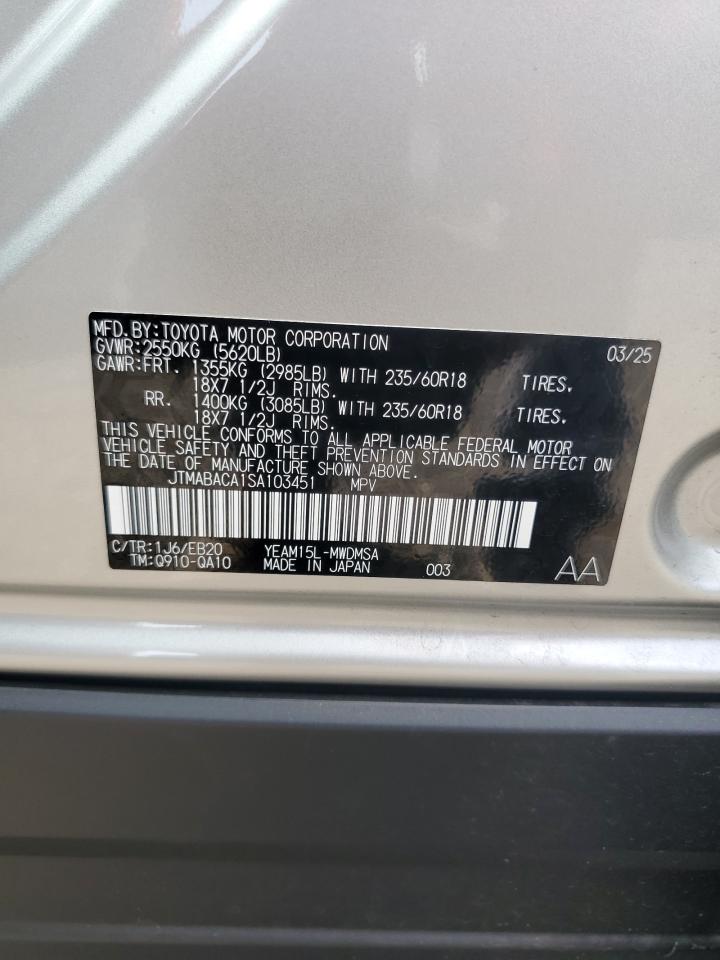 MFD.BY:TOYOTA MOTOR CORPORATION 03/25
GVWR:2550KG (5620LB)
GAWR:FRT. 1355KG (2985LB) WITH 235/60R18 TIRES.
18X7 1/2J RIMS.
RR. 1400KG (3085LB) WITH 235/60R18 TIRES.
18X7 1/2J RIMS.
THIS VEHICLE CONFORMS TO ALL APPLICABLE FEDERAL MOTOR
VEHICLE SAFETY AND THEFT PREVENTION STANDARDS IN EFFECT ON
THE DATE OF MANUFACTURE SHOWN ABOVE.
JTMABACA1SA103451 MPV
C/TR:1J6/EB20 YEAM15L-MWDMSA
TM:Q910-QA10 MADE IN JAPAN 003 AA